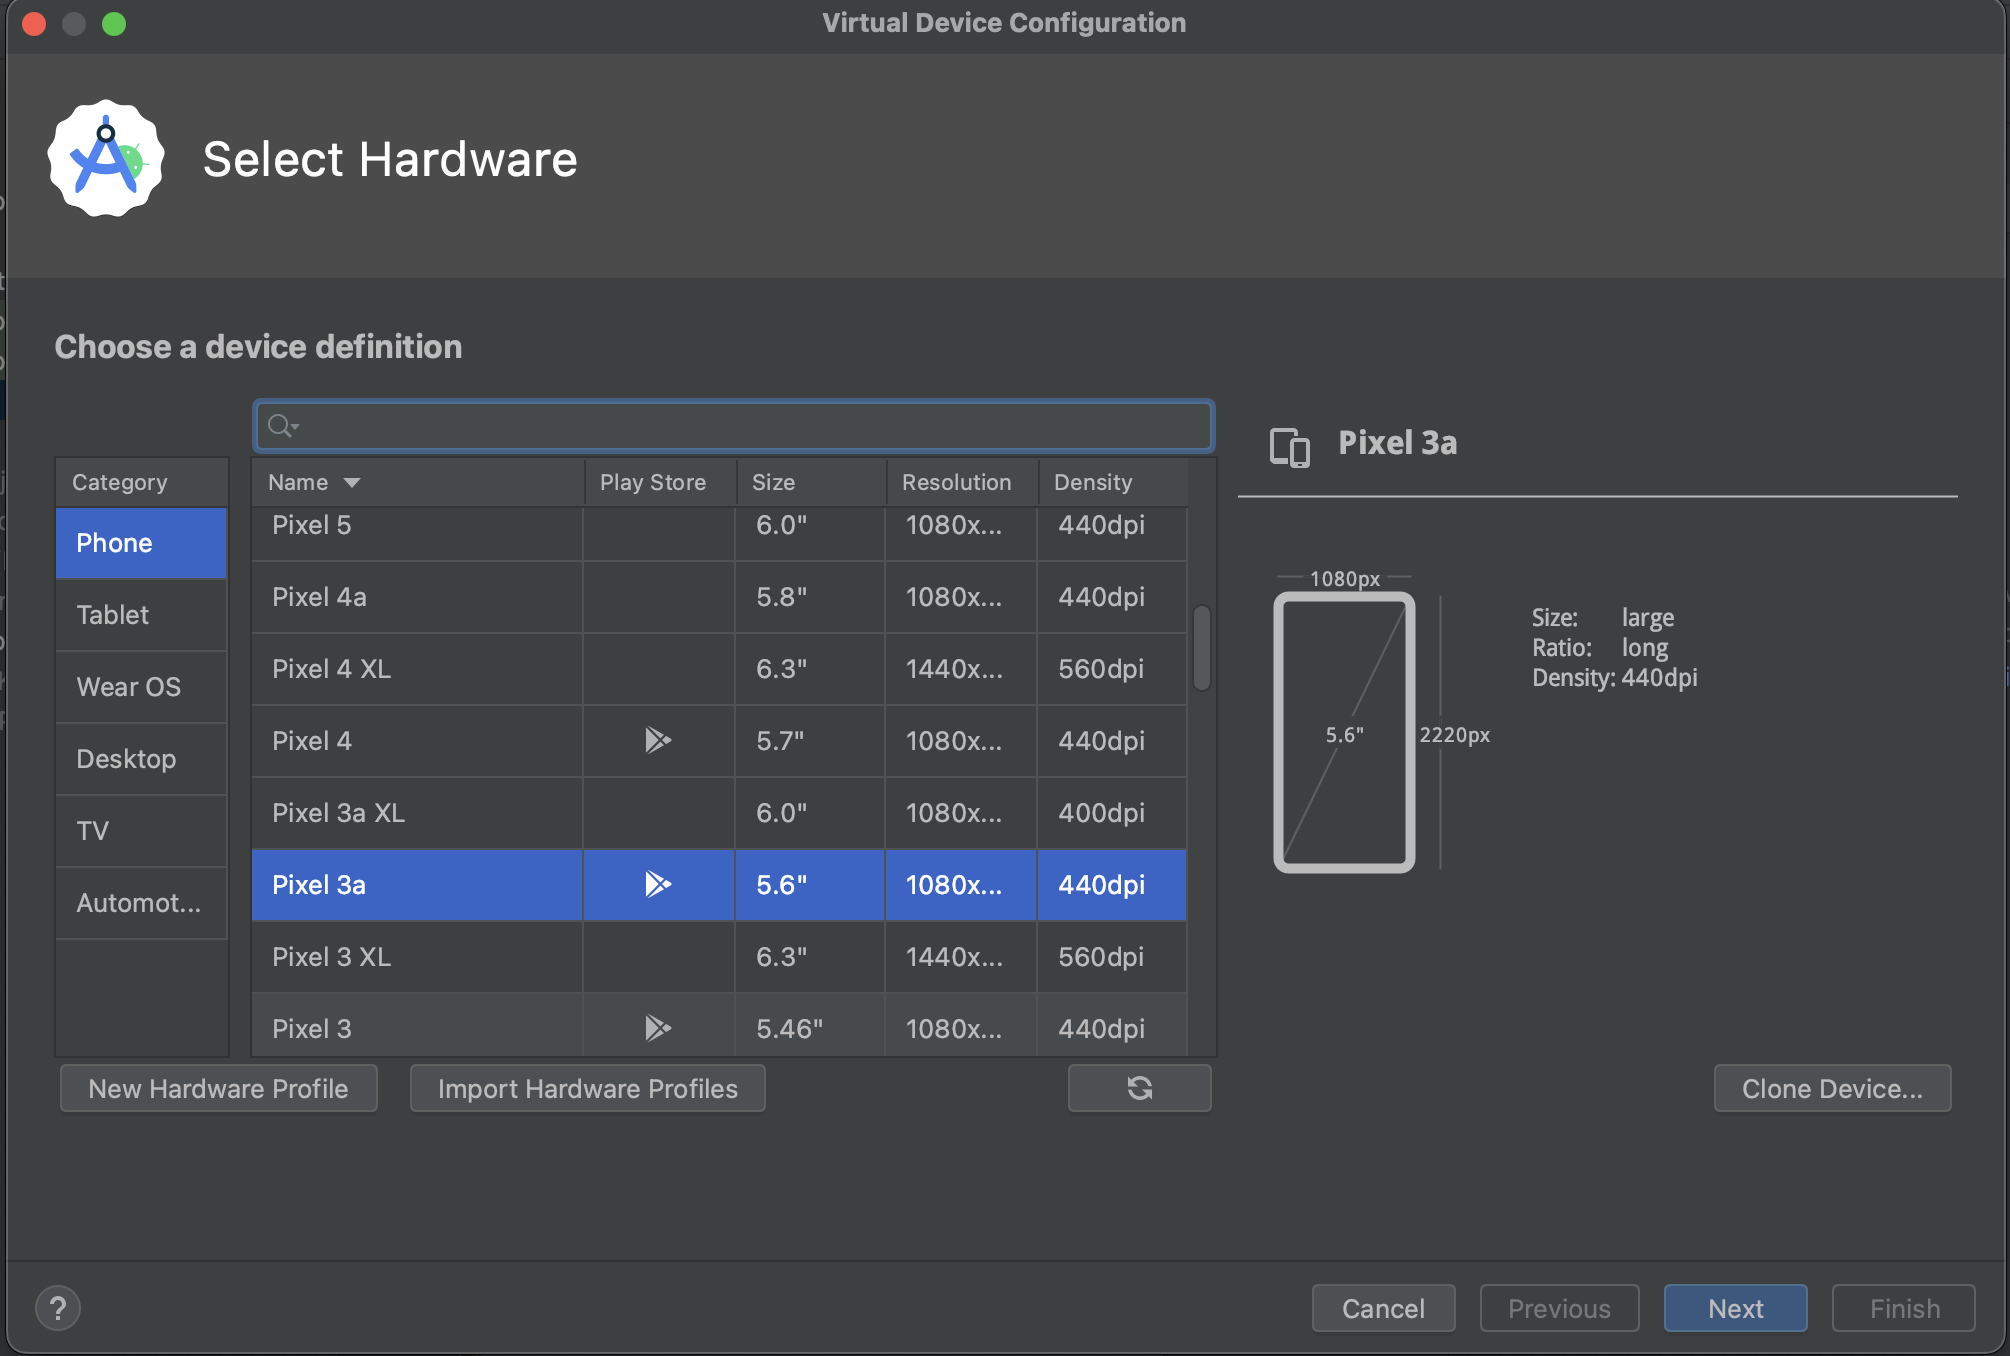 Virtual Device Configuration
Select Hardware
Choose a device definition
Category
Phone
Tablet
Wear OS
Desktop
TV
Automot...
Name Play Store Size Resolution Density
Pixel 5 6.0" 1080x... 440dpi
Pixel 4a 5.8" 1080x... 440dpi
Pixel 4 XL 6.3" 1440x... 560dpi
Pixel 4 5.7" 1080x... 440dpi
Pixel 3a XL 6.0" 1080x... 400dpi
Pixel 3a 5.6" 1080x... 440dpi
Pixel 3 XL 6.3" 1440x... 560dpi
Pixel 3 5.46" 1080x... 440dpi
Pixel 3a
1080px
5.6"
2220px
Size: large
Ratio: long
Density: 440dpi
New Hardware Profile
Import Hardware Profiles
Clone Device...
?
Cancel
Previous
Next
Finish